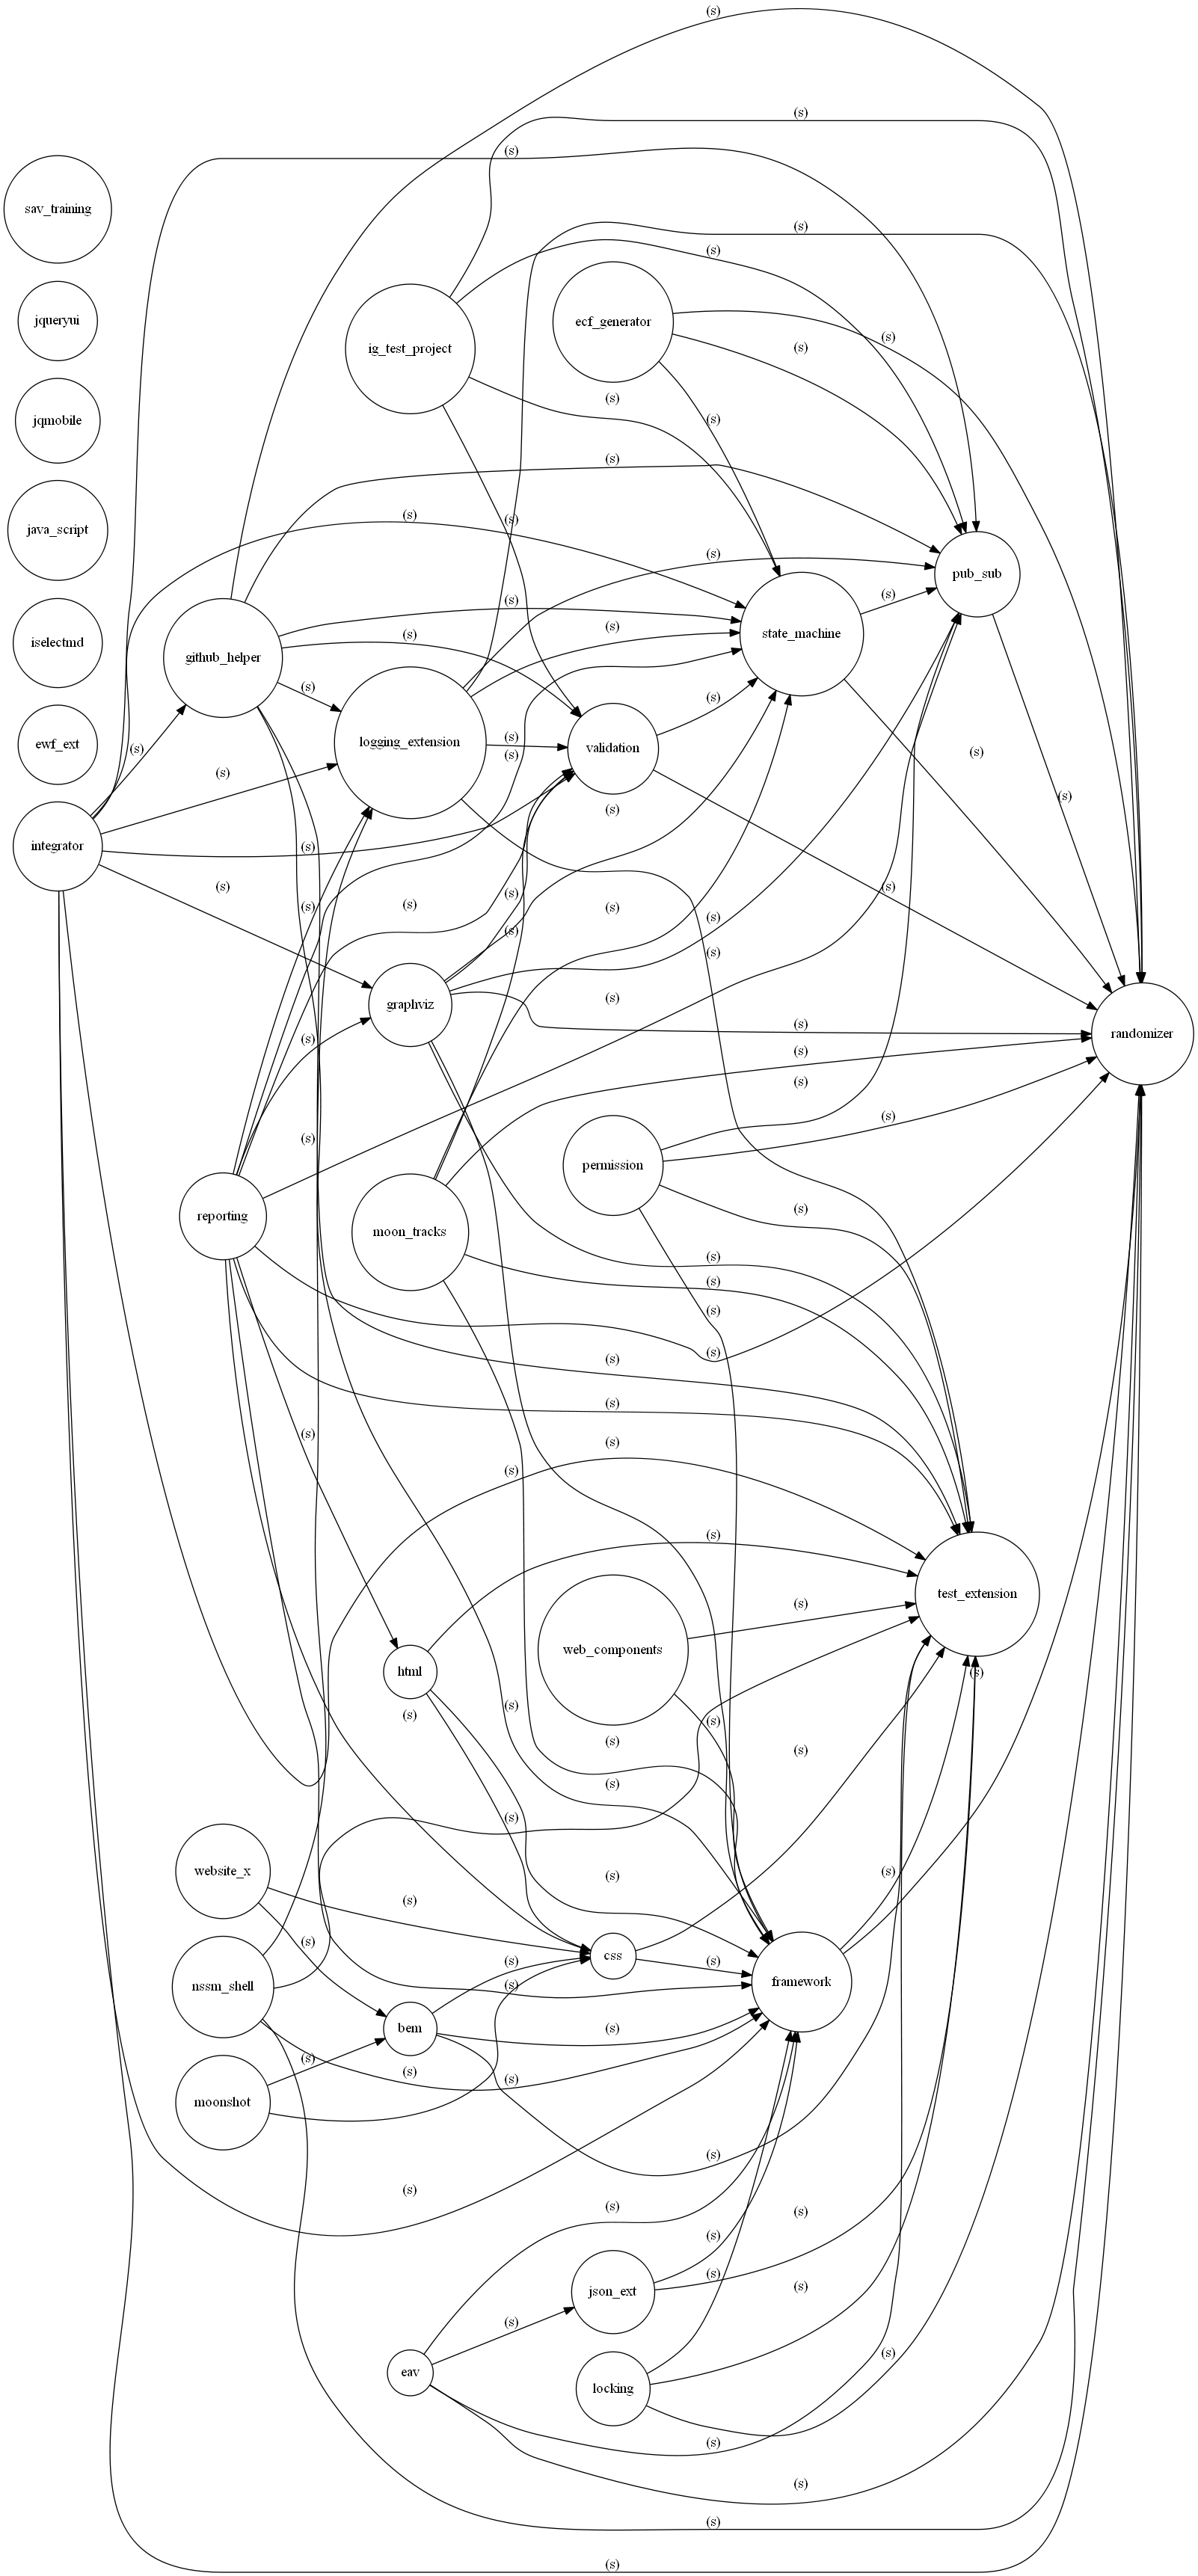 (s)
(s)
(s)
sav_training
(s)
(s)
jqueryui
ecf_generator
(s)
ig_test_project
(s)
(s)
jqmobile
(s)
(s)
(s)
(s)
java_script
(s)
pub_sub
(s)
(s)
(s)
state_machine
(s)
iselectmd
github_helper
(s)
(s)
(s)
logging_extension
ewf_ext
validation
(s)
(s)
(s)
(s)
(s)
(s)
integrator
(s)
(s)
(s)
(s)
(s)
(s)
(s)
(s)
(s)
(s)
(s)
graphviz
(s)
randomizer
(s)
(s)
(s)
(s)
(s)
permission
(s)
reporting
moon_tracks
(s)
(s)
(s)
(s)
(s)
(s)
(s)
(s)
(s)
(s)
test_extension
(s)
web_components
html
(s)
(s)
(s)
(s)
(s)
(s)
(s)
(s)
website_x
(s)
(s)
(s)
(s)
css
(s)
(s)
framework
(s)
nssm_shell
bem
(s)
(s)
(s)
(s)
moonshot
(s)
(s)
(s)
(s)
(s)
(s)
(s)
json_ext
(s)
(s)
eav
locking
(s)
(s)
(s)
(s)